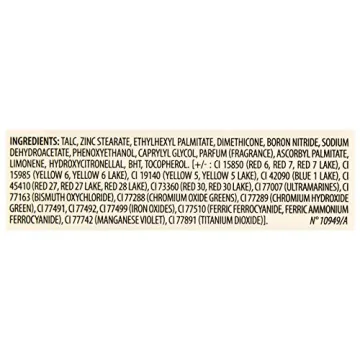 INGREDIENTS: TALC, ZINC STEARATE, ETHYLHEXYL PALMITATE, DIMETHICONE, BORON NITRIDE, SODIUM
DEHYDROACETATE, PHENOXYETHANOL, CAPRYLYL GLYCOL, PARFUM (FRAGRANCE), ASCORBYL PALMITATE,
LIMONENE, HYDROXYCITRONELLAL, BHT, TOCOPHEROL. [+/- : CI 15850 (RED 6, RED 7, RED 7 LAKE), CI
15985 (YELLOW 6, YELLOW 6 LAKE), CI 19140 (YELLOW 5, YELLOW 5 LAKE), CI 42090 (BLUE 1 LAKE), CI
45410 (RED 27, RED 27 LAKE, RED 28 LAKE), CI 73360 (RED 30, RED 30 LAKE), CI 77007 (ULTRAMARINES), CI
77163 (BISMUTH OXYCHLORIDE), CI 77288 (CHROMIUM OXIDE GREENS), CI 77289 (CHROMIUM HYDROXIDE
GREEN), CI 77491, CI 77492, CI 77499 (IRON OXIDES), CI 77510 (FERRIC FERROCYANIDE, FERRIC AMMONIUM
FERROCYANIDE), CI 77742 (MANGANESE VIOLET), CI 77891 (TITANIUM DIOXIDE)]. N° 10949/A